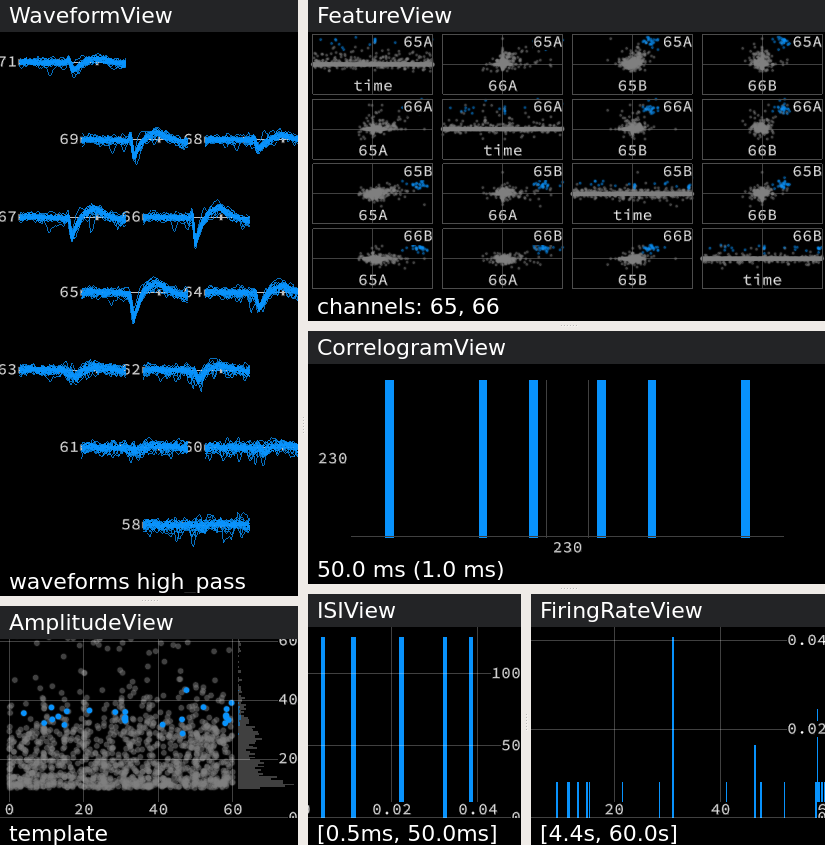 WaveformView
71
69 68
67 66
65 64
63 62
61 60
58
waveforms high_pass
FeatureView
65A 65A 65A 65A
time 66A 65B 66B
66A 66A 66A 66A
65A time 65B 66B
65B 65B 65B 65B
65A 66A time 66B
66B 66B 66B 66B
65A 66A 65B time
channels: 65, 66
CorrelogramView
230
230
50.0 ms (1.0 ms)
AmplitudeView
60
40
20
0
0 20 40 60
template
ISIView
100
50
0
0.02 0.04
[0.5ms, 50.0ms]
FiringRateView
0.04
0.02
20 40
[4.4s, 60.0s]